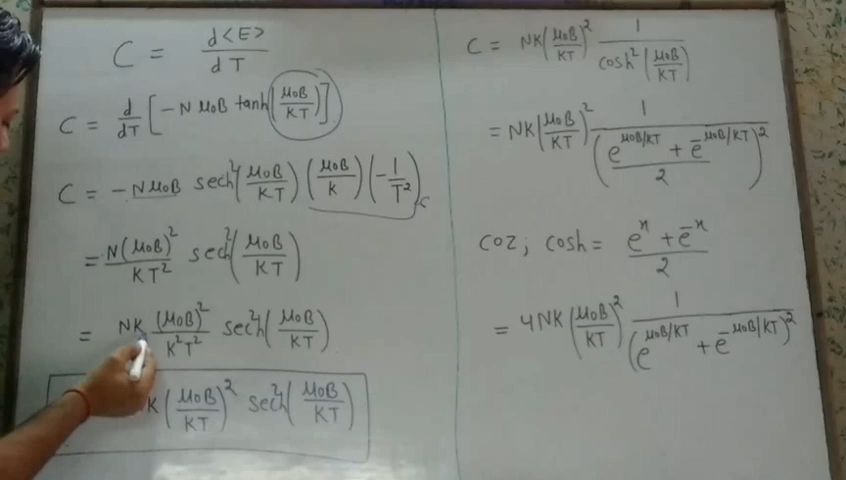 C = d<E> / dT
C = d/dT [-N μ₀B tanh(μ₀B/KT)]
C = - Nμ₀B sech²(μ₀B/KT) (μ₀B/K) (-1/T²)
= N(μ₀B)²/KT² sech²(μ₀B/KT)
= NK (μ₀B)²/K²T² sech²(μ₀B/KT)
K(μ₀B/KT)² sech²(μ₀B/KT)
C = NK(μ₀B/KT)² 1/cosh²(μ₀B/KT)
= NK(μ₀B/KT)² 1/((e^{μ₀B/KT} + e^{-μ₀B/KT})/2)²
coz; cosh = (e^x + e^{-x})/2
= 4NK(μ₀B/KT)² 1/(e^{μ₀B/KT} + e^{-μ₀B/KT})²